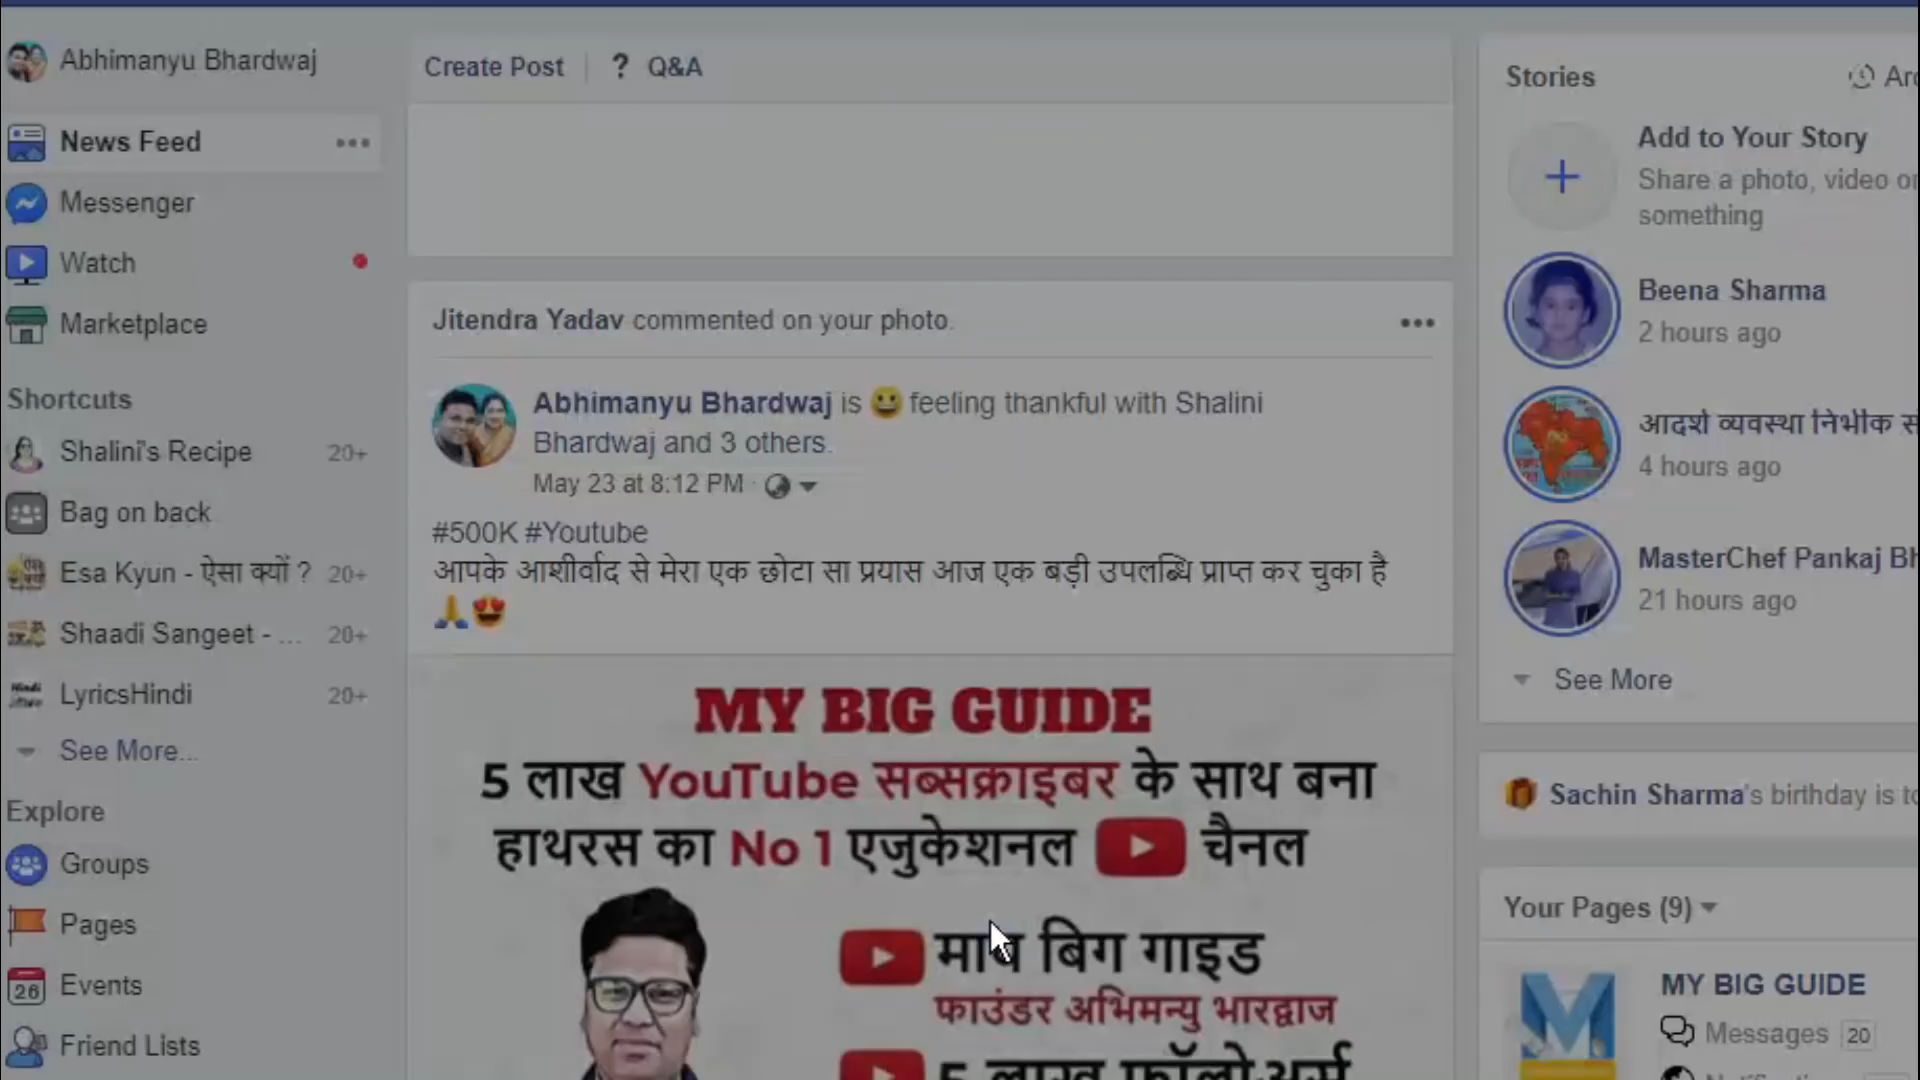 Abhimanyu Bhardwaj
News Feed
Messenger
Watch
Marketplace
Shortcuts
Shalini's Recipe 20+
Bag on back
Esa Kyun - ऐसा क्यों ? 20+
Shaadi Sangeet - ... 20+
LyricsHindi 20+
See More...
Explore
Groups
Pages
26 Events
Friend Lists
Create Post ? Q&A
Jitendra Yadav commented on your photo.
Abhimanyu Bhardwaj is 😀 feeling thankful with Shalini
Bhardwaj and 3 others.
May 23 at 8:12 PM ·
#500K #Youtube
आपके आशीर्वाद से मेरा एक छोटा सा प्रयास आज एक बड़ी उपलब्धि प्राप्त कर चुका है
🙏😍
MY BIG GUIDE
5 लाख YouTube सब्सक्राइबर के साथ बना
हाथरस का No 1 एजुकेशनल चैनल
माय बिग गाइड
फाउंडर अभिमन्यु भारद्वाज
5 लाख फॉलोअर्स
Stories
Add to Your Story
Share a photo, video or
something
Beena Sharma
2 hours ago
आदर्श व्यवस्था निर्भीक
4 hours ago
MasterChef Pankaj
21 hours ago
See More
Sachin Sharma's birthday is
Your Pages (9)
MY BIG GUIDE
Messages 20